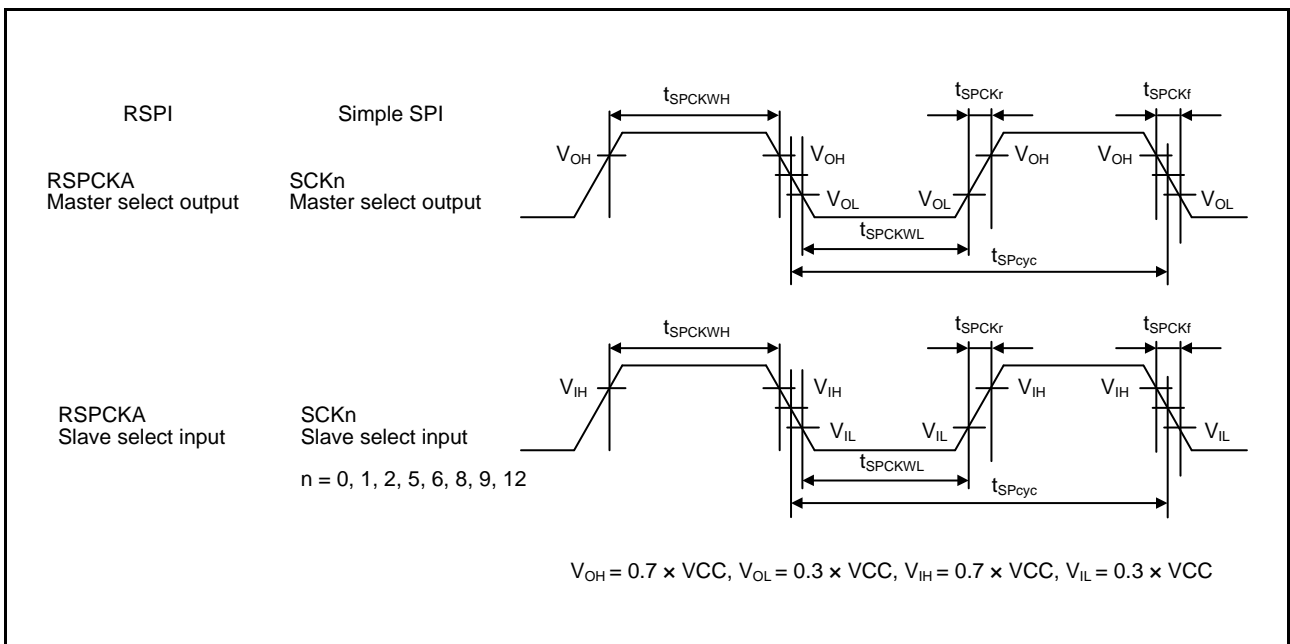 RSPI
Simple SPI
RSPCKA
Master select output
SCKn
Master select output
tSPCKWH
tSPCKr
tSPCKf
VOH
VOH
VOH
VOH
VOL
VOL
VOL
tSPCKWL
tSPcyc
RSPCKA
Slave select input
SCKn
Slave select input
n = 0, 1, 2, 5, 6, 8, 9, 12
tSPCKWH
tSPCKr
tSPCKf
VIH
VIH
VIH
VIH
VIL
VIL
VIL
tSPCKWL
tSPcyc
VOH = 0.7 × VCC, VOL = 0.3 × VCC, VIH = 0.7 × VCC, VIL = 0.3 × VCC